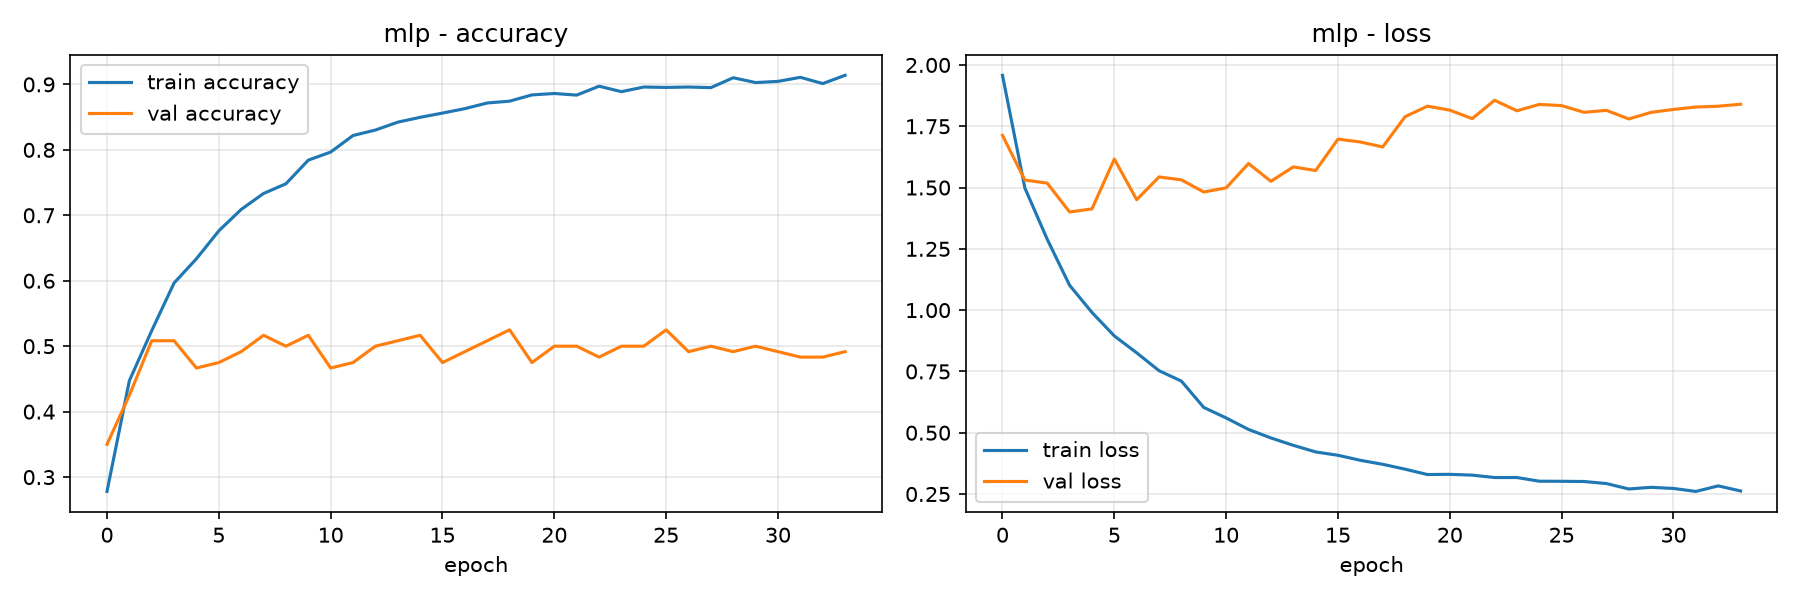 mlp - accuracy
train accuracy
val accuracy
0.9
0.8
0.7
0.6
0.5
0.4
0.3
0 5 10 15 20 25 30
epoch
mlp - loss
2.00
1.75
1.50
1.25
1.00
0.75
0.50
0.25
train loss
val loss
0 5 10 15 20 25 30
epoch